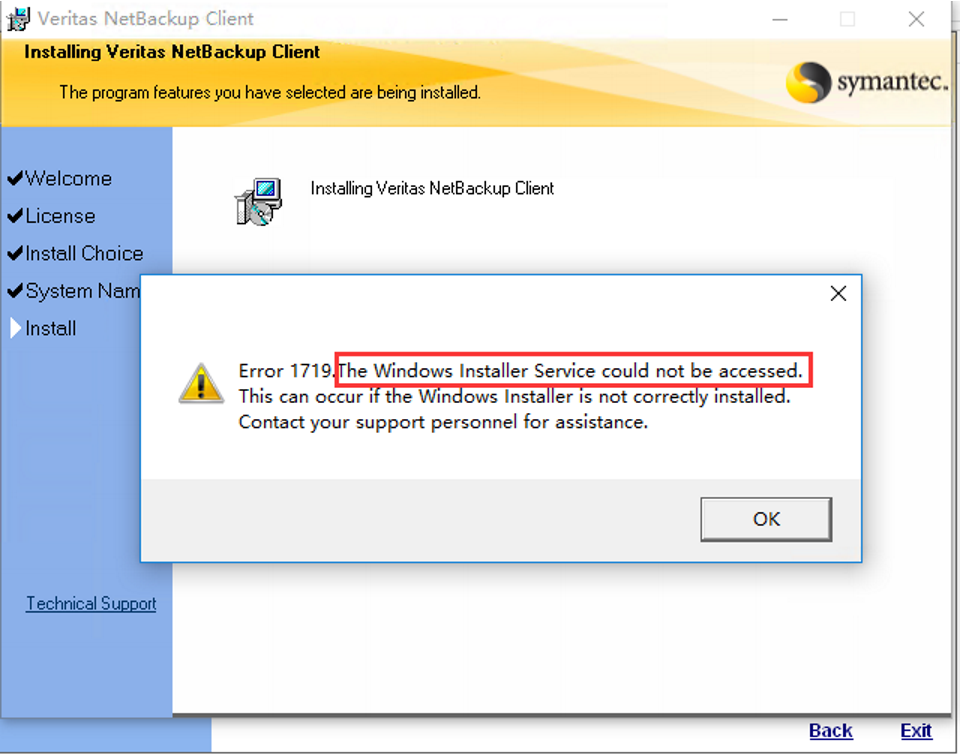 Veritas NetBackup Client
Installing Veritas NetBackup Client
The program features you have selected are being installed.
symantec.
Welcome
License
Install Choice
System Nam
Install
Installing Veritas NetBackup Client
Error 1719.The Windows Installer Service could not be accessed.
This can occur if the Windows Installer is not correctly installed.
Contact your support personnel for assistance.
OK
Technical Support
Back
Exit